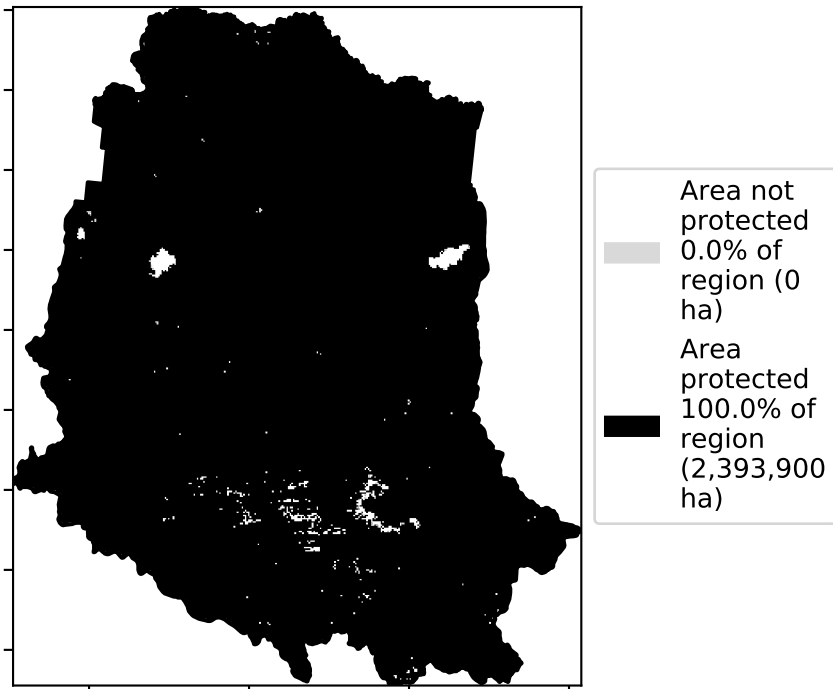 Area not
protected
0.0% of
region (0
ha)
Area
protected
100.0% of
region
(2,393,900
ha)